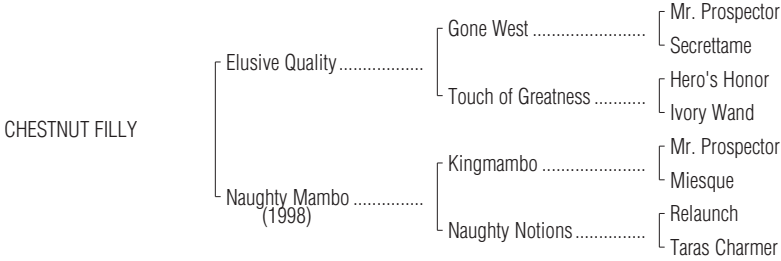 Mr. Prospector
Gone West ........................
Secrettame
Elusive Quality ..................
Hero's Honor
Touch of Greatness ...........
Ivory Wand
CHESTNUT FILLY
Mr. Prospector
Kingmambo ......................
Miesque
Naughty Mambo ...............
(1998)
Relaunch
Naughty Notions ...............
Taras Charmer